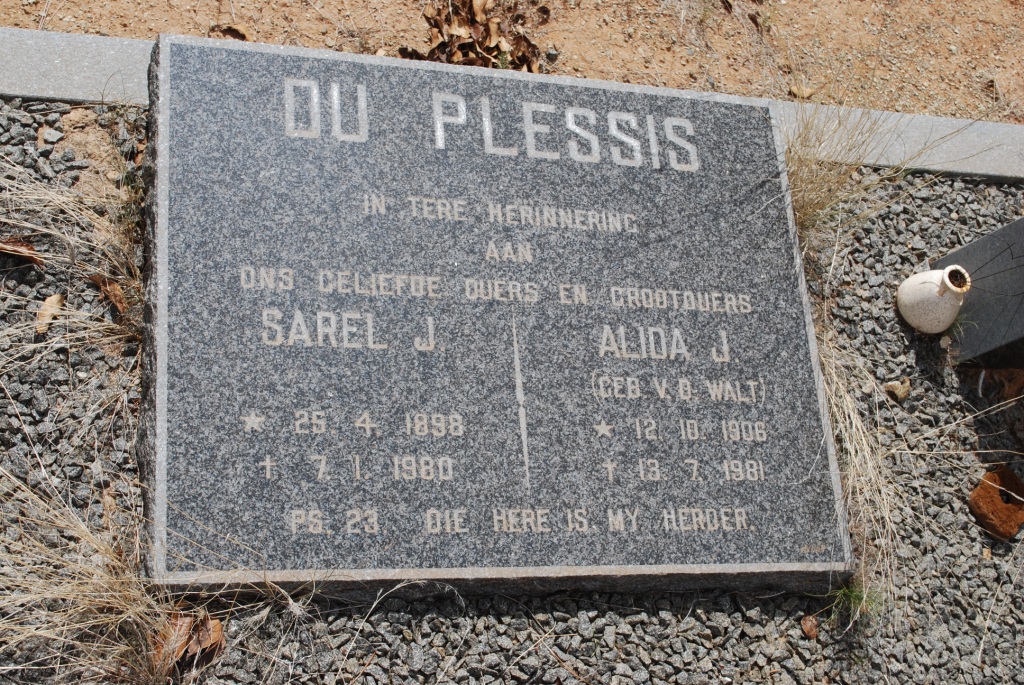 DU PLESSIS
IN TERE HERINNERING
AAN
ONS GELIEFDE OUERS EN GROOTOUERS
SAREL J. ALIDA J.
(GEB. V.D. WALT)
★ 25. 4. 1898 ★ 12. 10. 1906
† 7. 1. 1980 † 13. 7. 1981
PS. 23. DIE HERE IS MY HERDER.